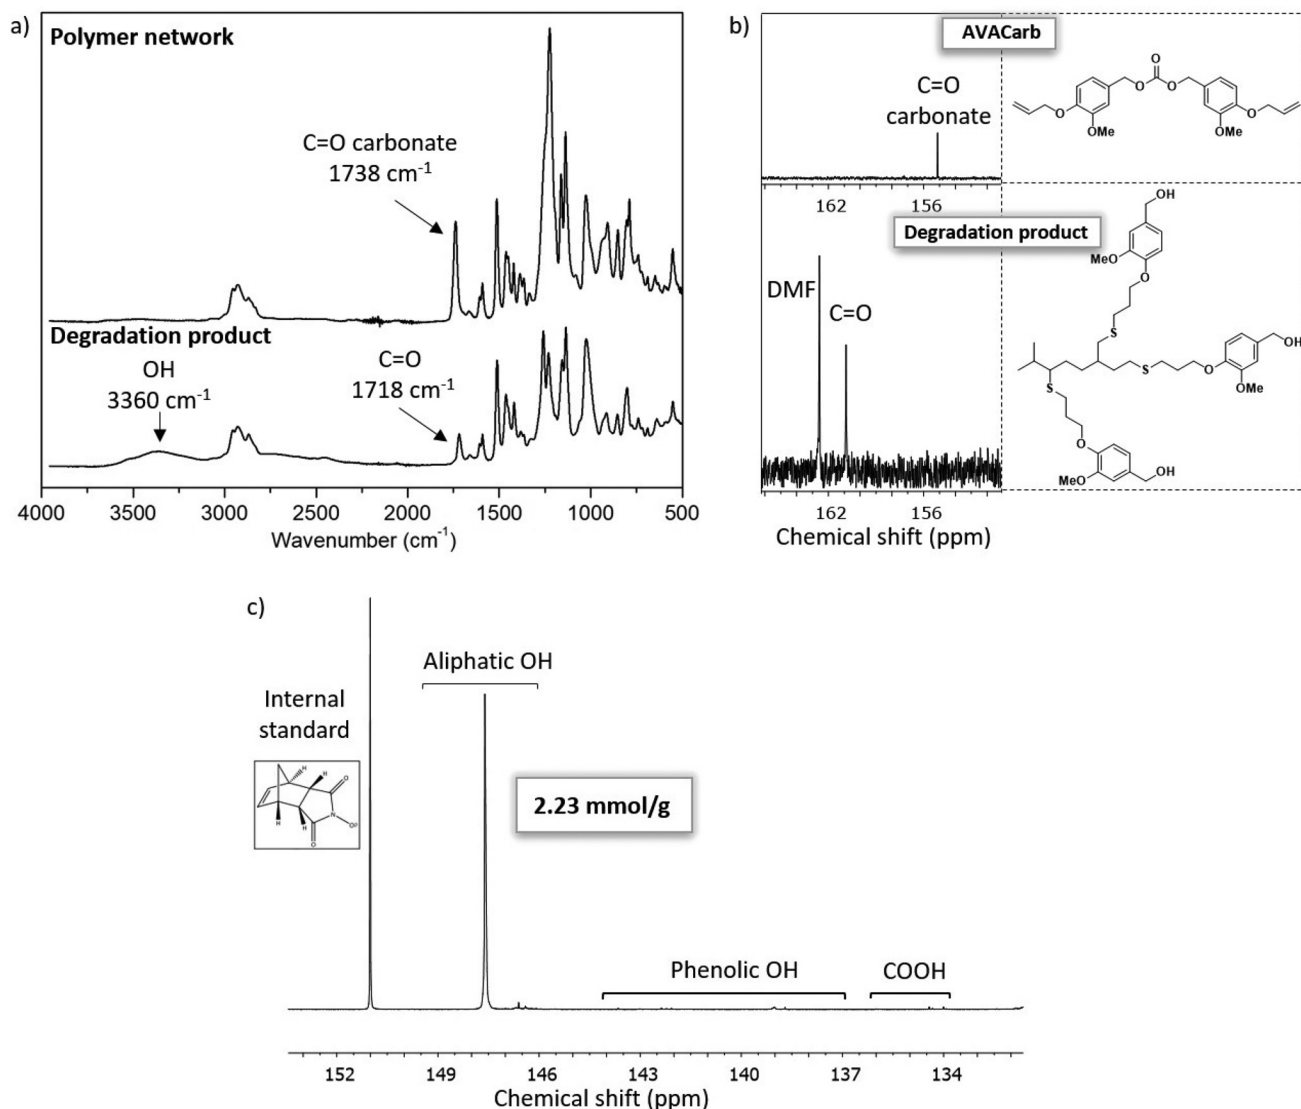 a)
Polymer network
C=O carbonate
1738 cm-1
Degradation product
OH
3360 cm-1
C=O
1718 cm-1
4000 3500 3000 2500 2000 1500 1000 500
Wavenumber (cm-1)
b)
AVACarb
C=O
carbonate
O
O O
O O
OMe OMe
162 156
Degradation product
DMF
C=O
OH
MeO
O
S
OH
S O
OMe
S
O
MeO OH
162 156
Chemical shift (ppm)
c)
Internal
standard
Aliphatic OH
2.23 mmol/g
H
H
O
N
H
H
O
Phenolic OH
COOH
152 149 146 143 140 137 134
Chemical shift (ppm)